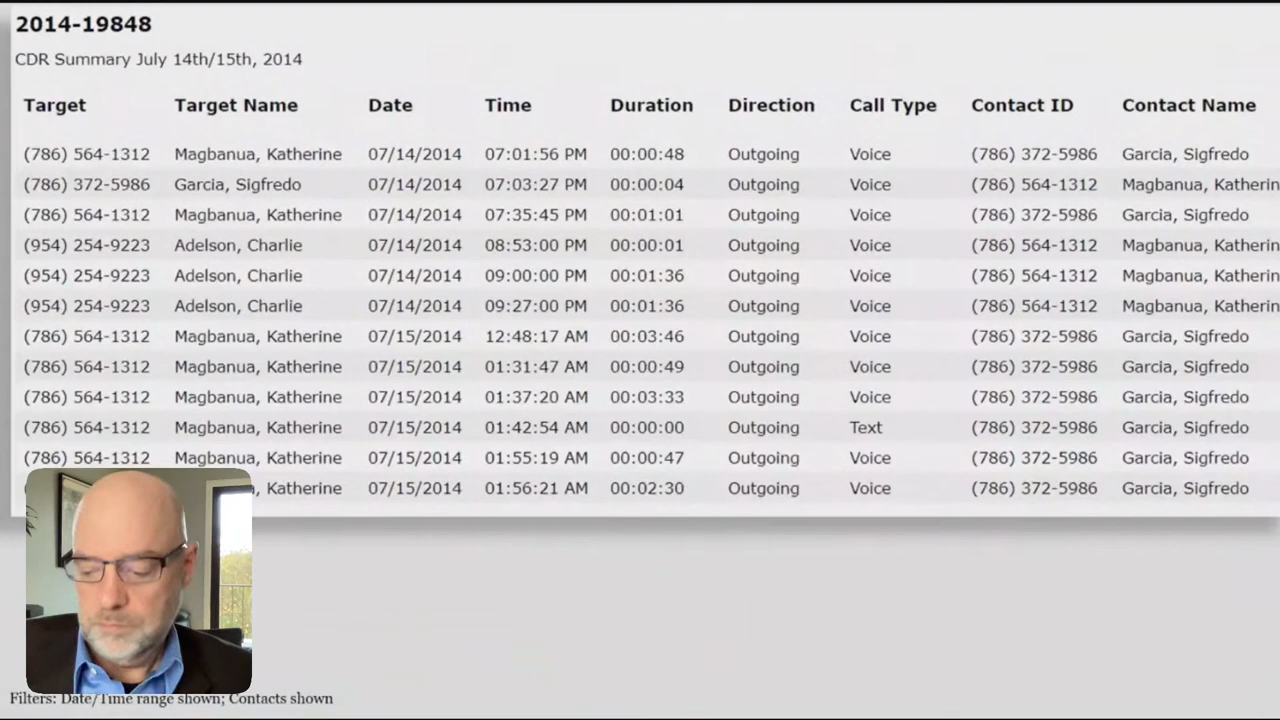 2014-19848
CDR Summary July 14th/15th, 2014
Target Target Name Date Time Duration Direction Call Type Contact ID Contact Name
(786) 564-1312 Magbanua, Katherine 07/14/2014 07:01:56 PM 00:00:48 Outgoing Voice (786) 372-5986 Garcia, Sigfredo
(786) 372-5986 Garcia, Sigfredo 07/14/2014 07:03:27 PM 00:00:04 Outgoing Voice (786) 564-1312 Magbanua, Katherin
(786) 564-1312 Magbanua, Katherine 07/14/2014 07:35:45 PM 00:01:01 Outgoing Voice (786) 372-5986 Garcia, Sigfredo
(954) 254-9223 Adelson, Charlie 07/14/2014 08:53:00 PM 00:00:01 Outgoing Voice (786) 564-1312 Magbanua, Katherin
(954) 254-9223 Adelson, Charlie 07/14/2014 09:00:00 PM 00:01:36 Outgoing Voice (786) 564-1312 Magbanua, Katherin
(954) 254-9223 Adelson, Charlie 07/14/2014 09:27:00 PM 00:01:36 Outgoing Voice (786) 564-1312 Magbanua, Katherin
(786) 564-1312 Magbanua, Katherine 07/15/2014 12:48:17 AM 00:03:46 Outgoing Voice (786) 372-5986 Garcia, Sigfredo
(786) 564-1312 Magbanua, Katherine 07/15/2014 01:31:47 AM 00:00:49 Outgoing Voice (786) 372-5986 Garcia, Sigfredo
(786) 564-1312 Magbanua, Katherine 07/15/2014 01:37:20 AM 00:03:33 Outgoing Voice (786) 372-5986 Garcia, Sigfredo
(786) 564-1312 Magbanua, Katherine 07/15/2014 01:42:54 AM 00:00:00 Outgoing Text (786) 372-5986 Garcia, Sigfredo
(786) 564-1312 Magbanua, Katherine 07/15/2014 01:55:19 AM 00:00:47 Outgoing Voice (786) 372-5986 Garcia, Sigfredo
Katherine 07/15/2014 01:56:21 AM 00:02:30 Outgoing Voice (786) 372-5986 Garcia, Sigfredo
Filters: Date/Time range shown; Contacts shown